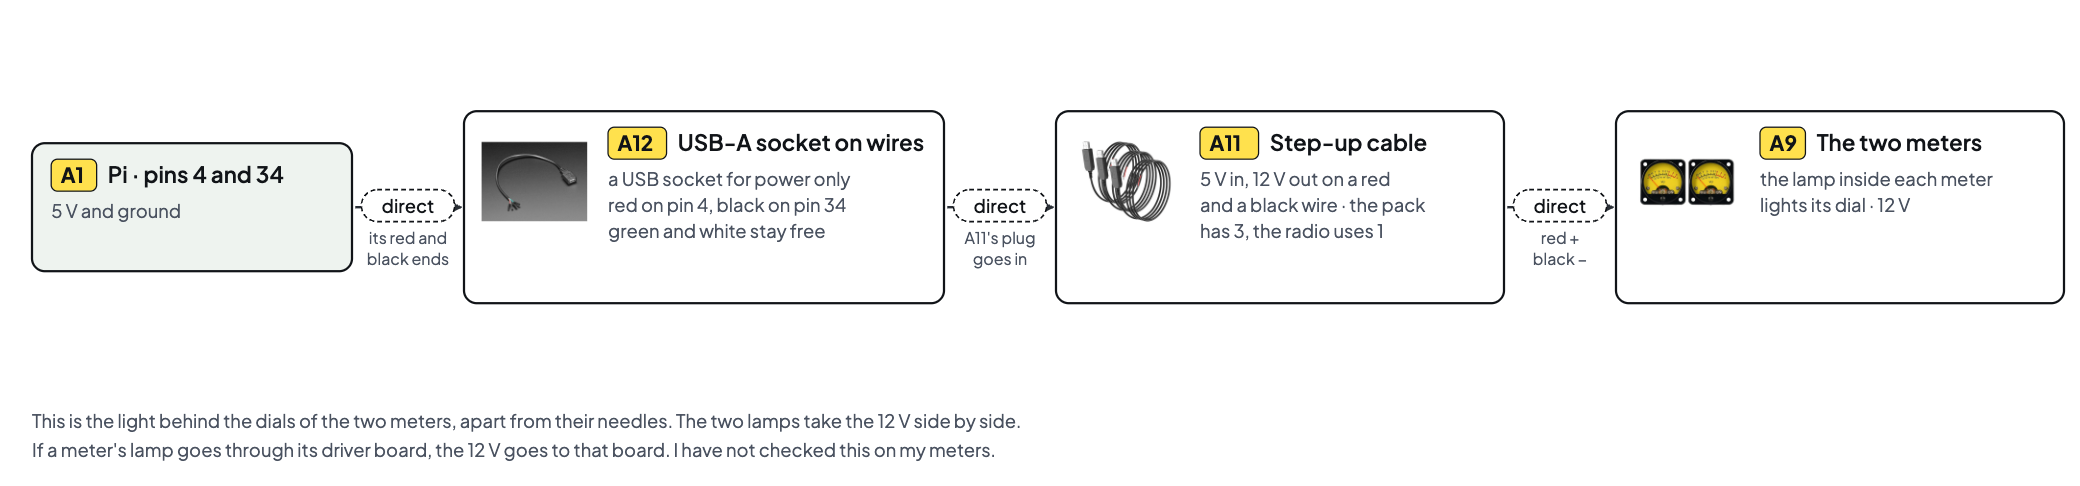 A1 Pi · pins 4 and 34
5 V and ground
direct
its red and
black ends
A12 USB-A socket on wires
a USB socket for power only
red on pin 4, black on pin 34
green and white stay free
direct
A11's plug
goes in
A11 Step-up cable
5 V in, 12 V out on a red
and a black wire · the pack
has 3, the radio uses 1
direct
red +
black –
A9 The two meters
the lamp inside each meter
lights its dial · 12 V
This is the light behind the dials of the two meters, apart from their needles. The two lamps take the 12 V side by side.
If a meter's lamp goes through its driver board, the 12 V goes to that board. I have not checked this on my meters.